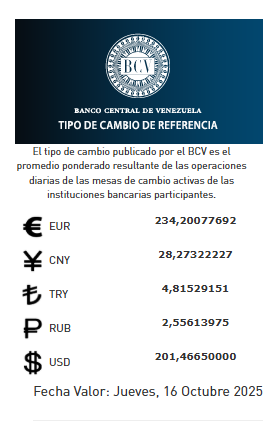 BCV
BANCO CENTRAL DE VENEZUELA
TIPO DE CAMBIO DE REFERENCIA
El tipo de cambio publicado por el BCV es el
promedio ponderado resultante de las operaciones
diarias de las mesas de cambio activas de las
instituciones bancarias participantes.
€ EUR 234,20077692
¥ CNY 28,27322227
₺ TRY 4,81529151
₽ RUB 2,55613975
$ USD 201,46650000
Fecha Valor: Jueves, 16 Octubre 2025